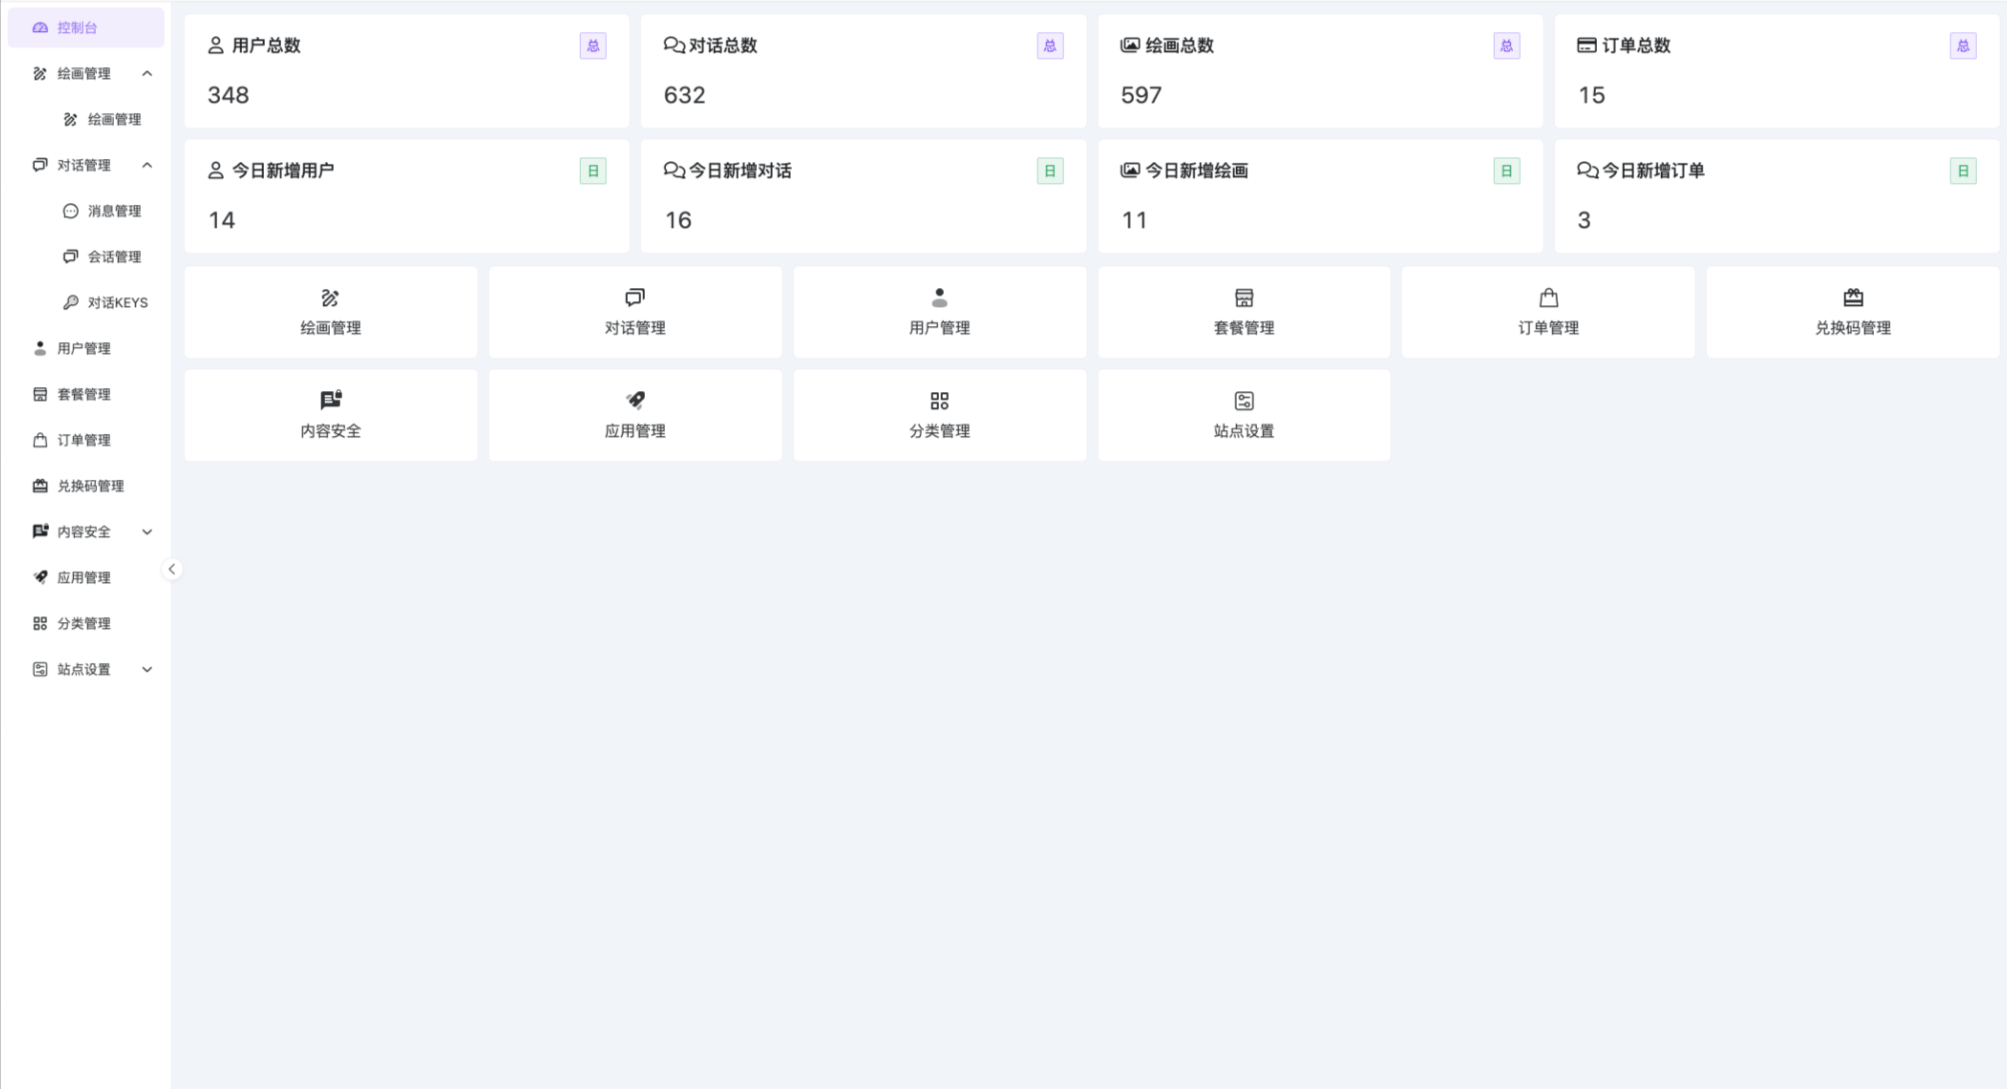 控制台
绘画管理
绘画管理
对话管理
消息管理
会话管理
对话KEYS
用户管理
套餐管理
订单管理
兑换码管理
内容安全
应用管理
分类管理
站点设置
用户总数 总
348
对话总数 总
632
绘画总数 总
597
订单总数 总
15
今日新增用户 日
14
今日新增对话 日
16
今日新增绘画 日
11
今日新增订单 日
3
绘画管理
对话管理
用户管理
套餐管理
订单管理
兑换码管理
内容安全
应用管理
分类管理
站点设置